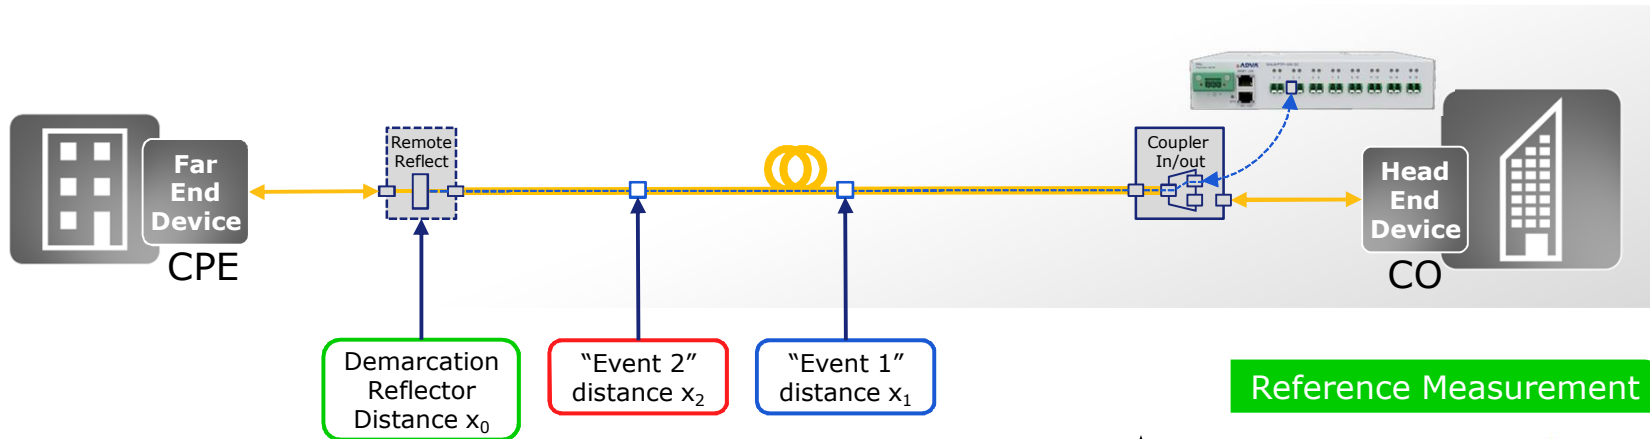 ADVA
Remote
Reflect
Coupler
In/out
Far
End
Device
Head
End
Device
CPE
CO
Demarcation
Reflector
Distance x₀
“Event 2”
distance x₂
“Event 1”
distance x₁
Reference Measurement